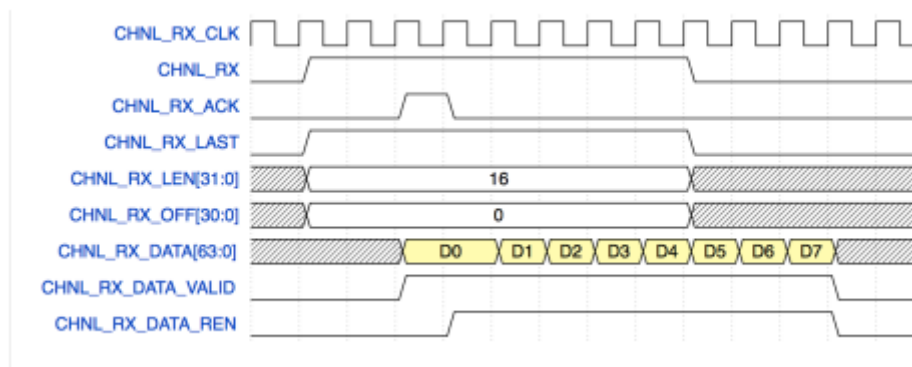 CHNL_RX_CLK
CHNL_RX
CHNL_RX_ACK
CHNL_RX_LAST
CHNL_RX_LEN[31:0] 16
CHNL_RX_OFF[30:0] 0
CHNL_RX_DATA[63:0] D0 D1 D2 D3 D4 D5 D6 D7
CHNL_RX_DATA_VALID
CHNL_RX_DATA_REN